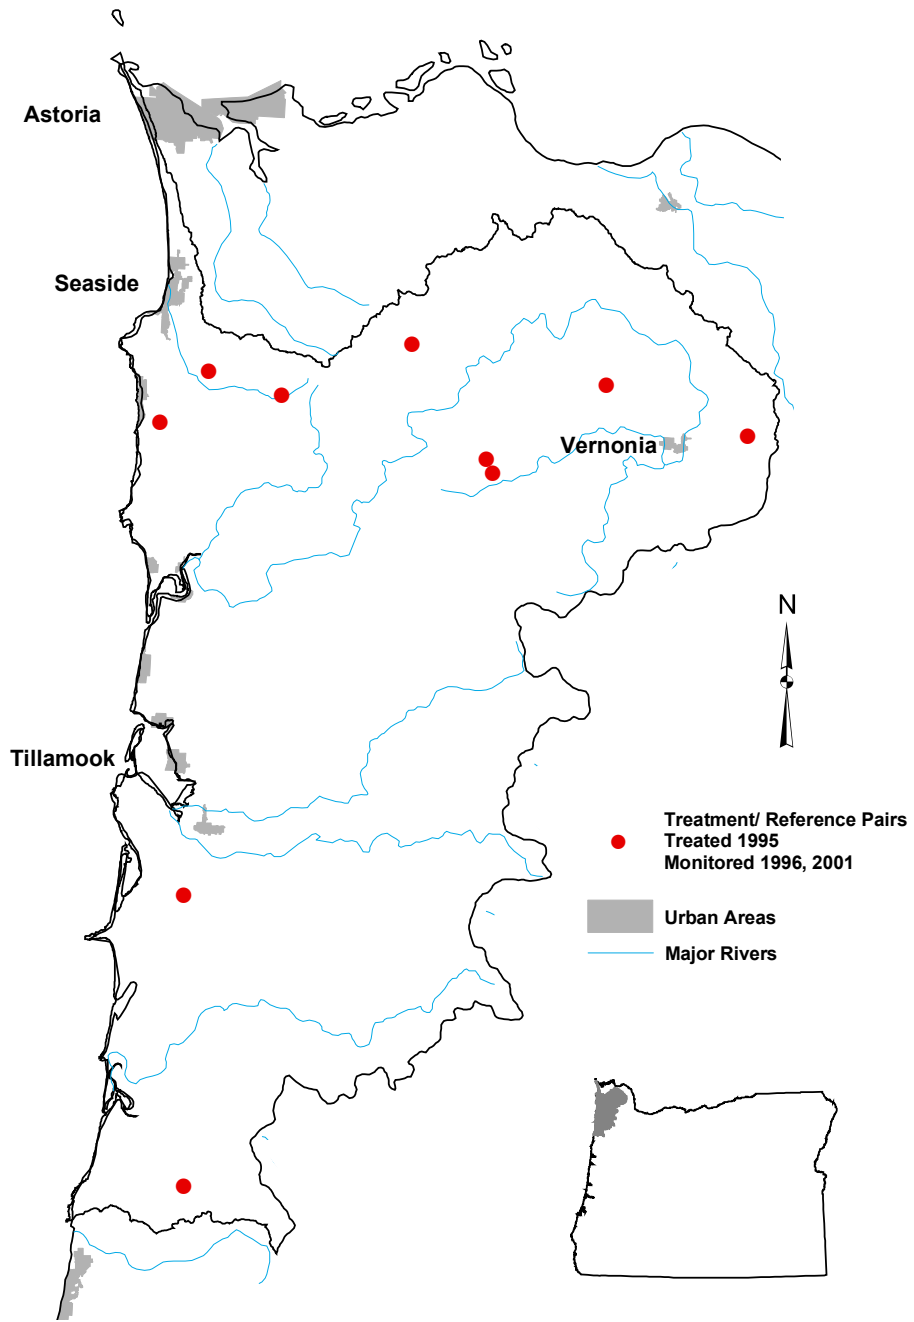 Astoria
Seaside
Vernonia
N
Tillamook
Treatment/ Reference Pairs
Treated 1995
Monitored 1996, 2001
Urban Areas
Major Rivers